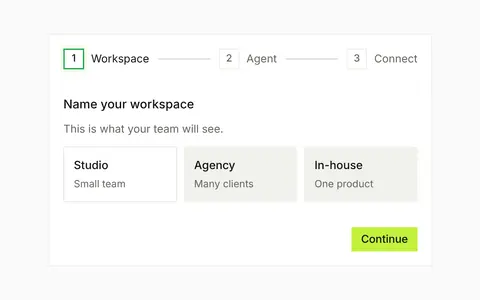 1 Workspace 2 Agent 3 Connect
Name your workspace
This is what your team will see.
Studio Agency In-house
Small team Many clients One product
Continue